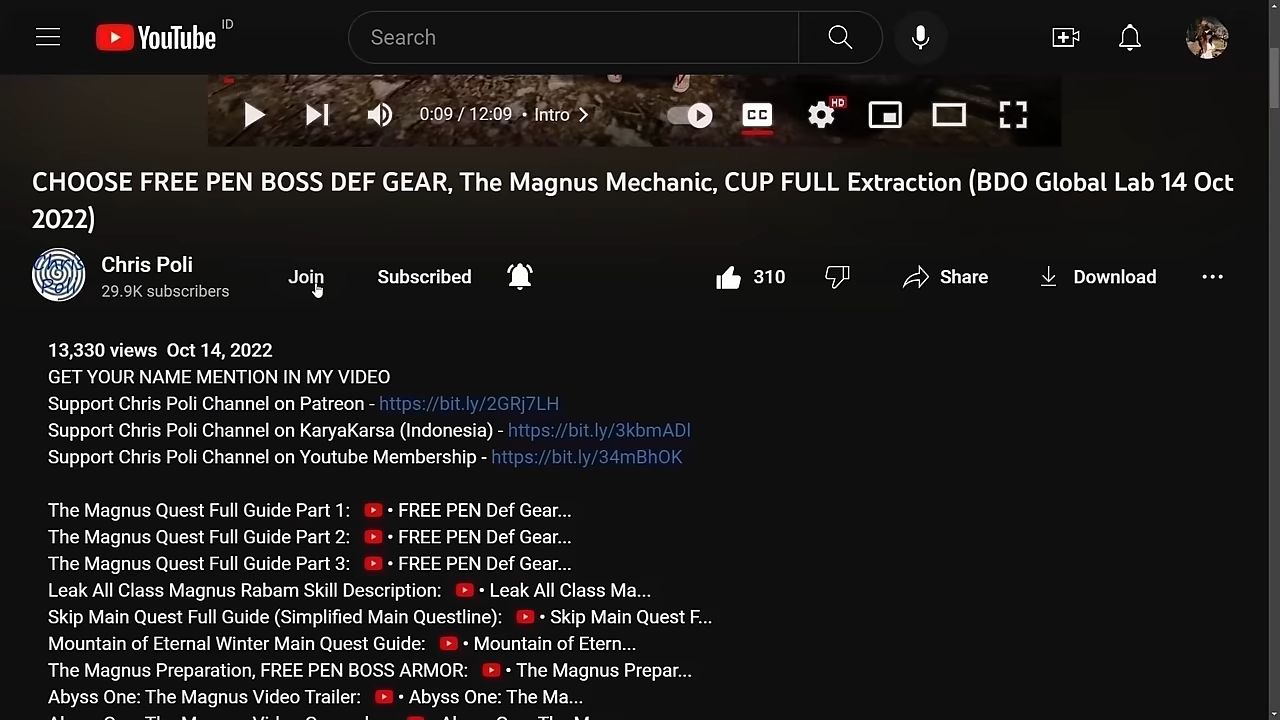 YouTube ID
Search
0:09 / 12:09 • Intro
CC
HD
CHOOSE FREE PEN BOSS DEF GEAR, The Magnus Mechanic, CUP FULL Extraction (BDO Global Lab 14 Oct
2022)
Chris Poli
29.9K subscribers
Join
Subscribed
310
Share
Download
13,330 views Oct 14, 2022
GET YOUR NAME MENTION IN MY VIDEO
Support Chris Poli Channel on Patreon - https://bit.ly/2GRj7LH
Support Chris Poli Channel on KaryaKarsa (Indonesia) - https://bit.ly/3kbmADl
Support Chris Poli Channel on Youtube Membership - https://bit.ly/34mBhOK
The Magnus Quest Full Guide Part 1: • FREE PEN Def Gear...
The Magnus Quest Full Guide Part 2: • FREE PEN Def Gear...
The Magnus Quest Full Guide Part 3: • FREE PEN Def Gear...
Leak All Class Magnus Rabam Skill Description: • Leak All Class Ma...
Skip Main Quest Full Guide (Simplified Main Questline): • Skip Main Quest F...
Mountain of Eternal Winter Main Quest Guide: • Mountain of Etern...
The Magnus Preparation, FREE PEN BOSS ARMOR: • The Magnus Prepar...
Abyss One: The Magnus Video Trailer: • Abyss One: The Ma...